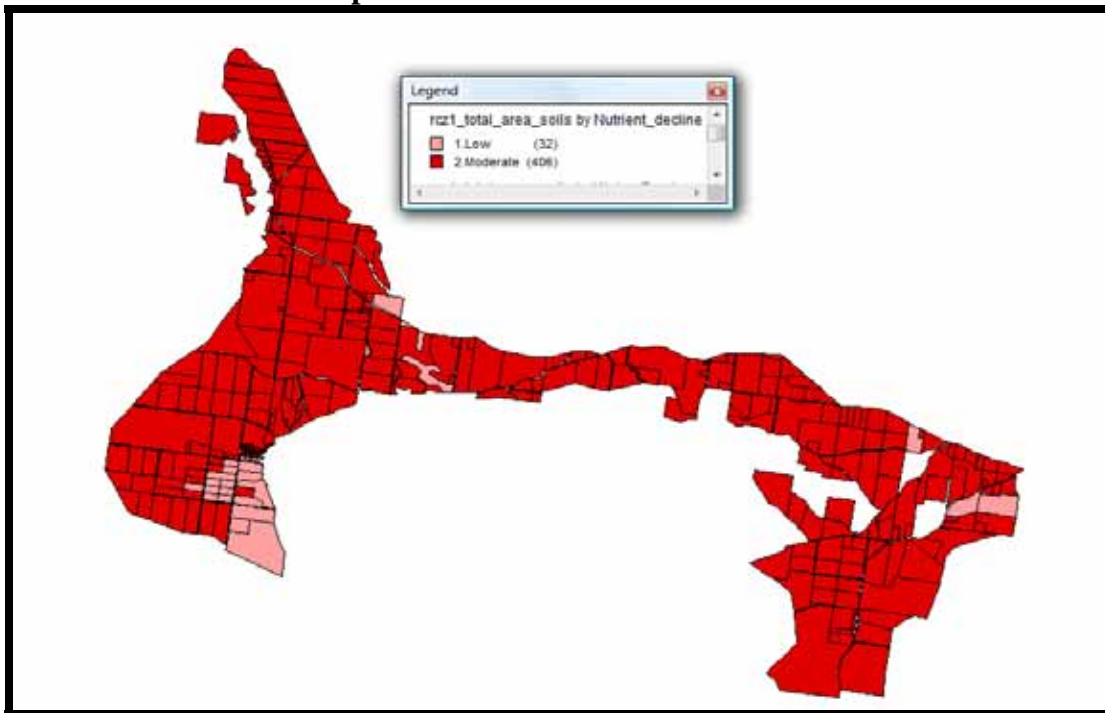 Legend
rcz1_total_area_soils by Nutrient_decline
1.Low (32)
2.Moderate (406)